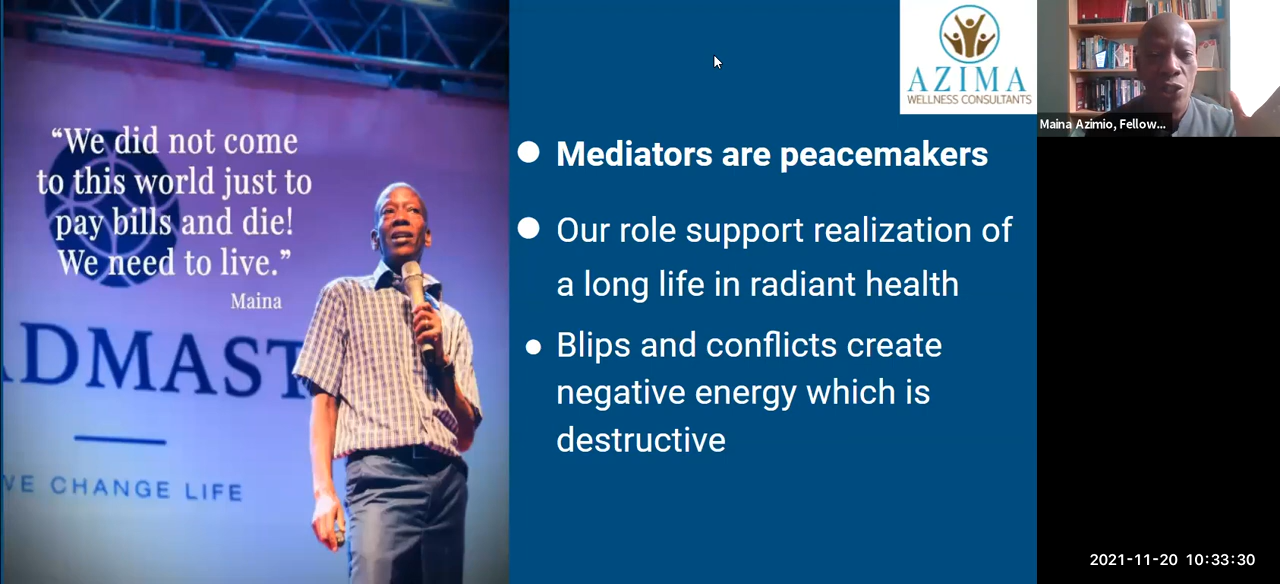 “We did not come
to this world just to
pay bills and die!
We need to live.”
Maina
ADMAST
WE CHANGE LIFE
AZIMA
WELLNESS CONSULTANTS
Mediators are peacemakers
Our role support realization of
a long life in radiant health
Blips and conflicts create
negative energy which is
destructive
Maina Azimio, Fellow...
2021-11-20 10:33:30